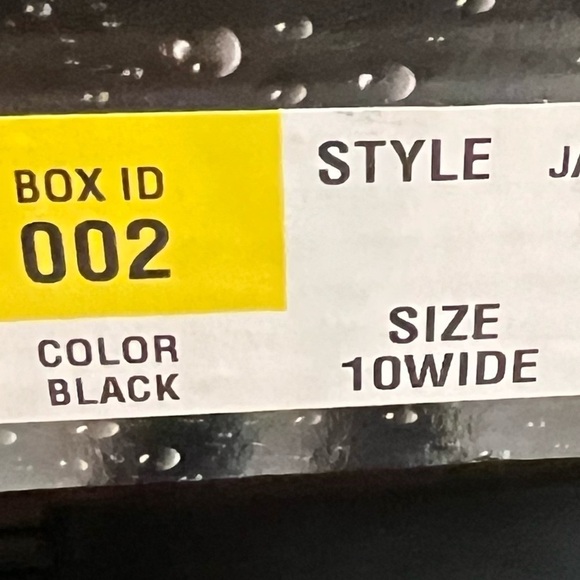 BOX ID
002
COLOR
BLACK
STYLE
SIZE
10WIDE